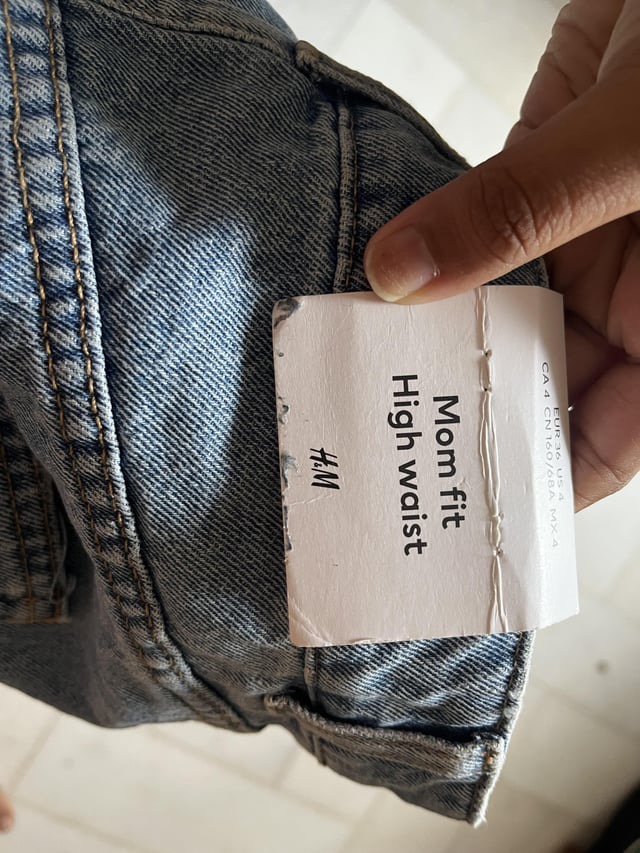 EUR 36 US 4
CA 4 CN 160/68A MX 4
Mom fit
High waist
H&M